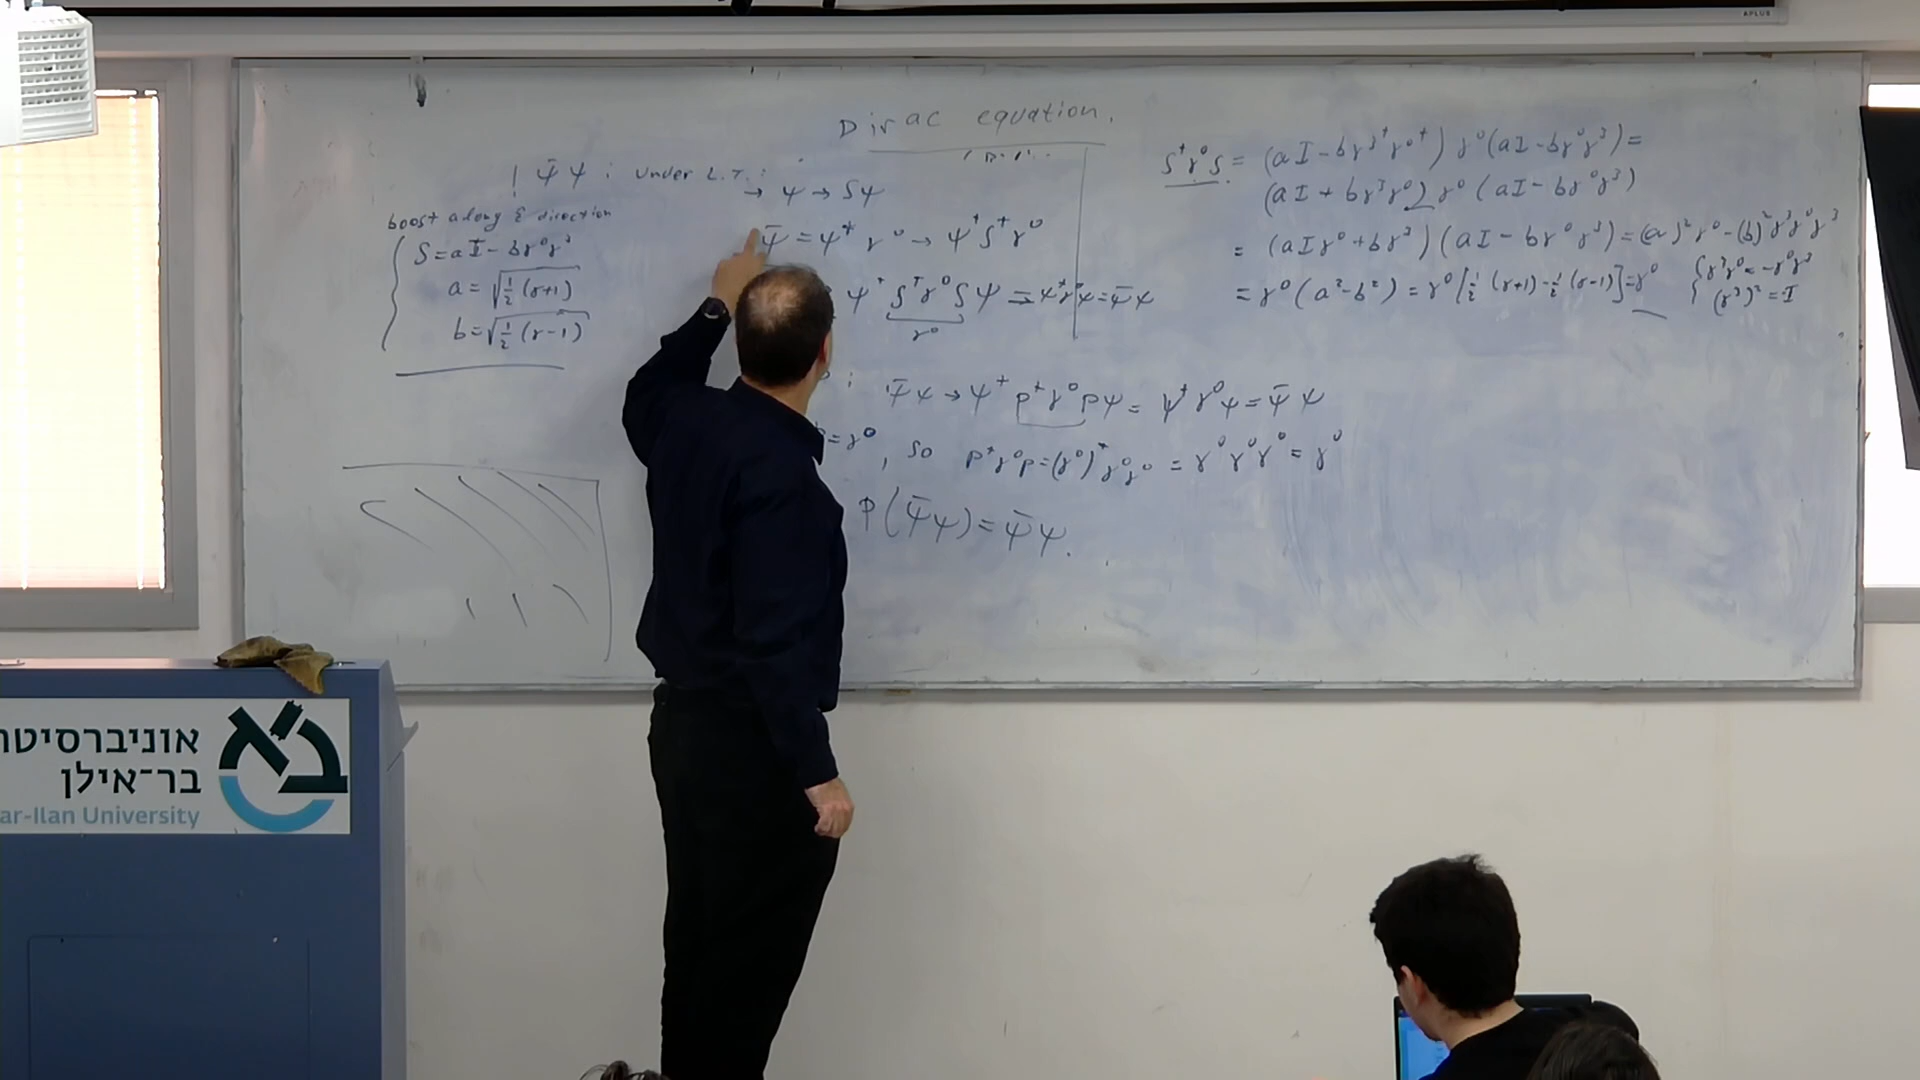 APLUS
Dirac equation.
! Ψ̄ψ : under L.T. :
→ ψ → Sψ
ψ̄ = ψ⁺ γ⁰ → ψ⁺S⁺γ⁰
ψ⁺ S⁺γ⁰S ψ = ψ⁺γ⁰ψ = ψ̄ψ
γ⁰
boost along z direction
S = aI - bγ⁰γ³
a = √(½(γ+1))
b = √(½(γ-1))
: ψ̄ψ → ψ⁺ p⁺γ⁰pψ = ψ⁺γ⁰ψ = ψ̄ψ
p = γ⁰, so p⁺γ⁰p = (γ⁰)⁺γ⁰γ⁰ = γ⁰γ⁰γ⁰ = γ⁰
P(ψ̄ψ) = ψ̄ψ.
S⁺γ⁰S = (aI - bγ³⁺γ⁰⁺) γ⁰(aI - bγ⁰γ³) =
(aI + bγ³γ⁰) γ⁰ (aI - bγ⁰γ³)
= (aIγ⁰ + bγ³)(aI - bγ⁰γ³) = (a)²γ⁰ - (b)²γ³γ⁰γ³
= γ⁰(a² - b²) = γ⁰[½(γ+1) - ½(γ-1)] = γ⁰
{ γ³γ⁰ = -γ⁰γ³
(γ³)² = I
אוניברסיטת
בר-אילן
ar-Ilan University